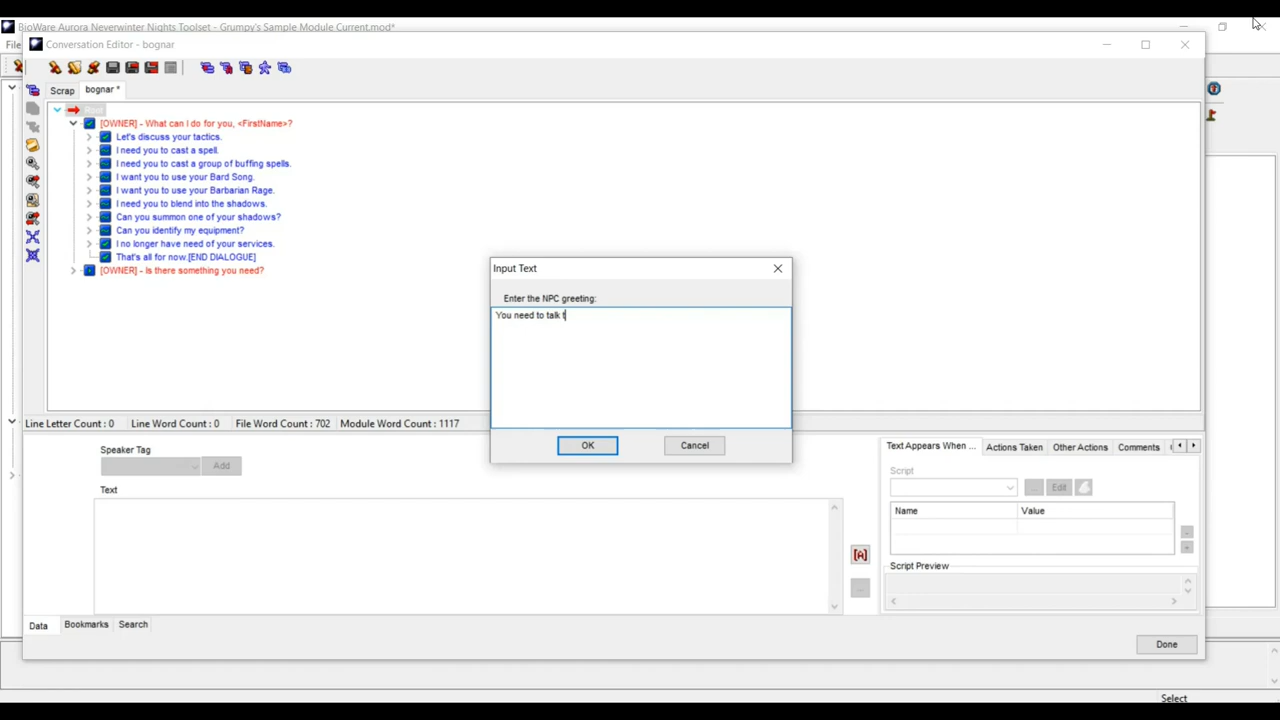 BioWare Aurora Neverwinter Nights Toolset - Grumpy's Sample Module Current.mod*
File
Conversation Editor - bognar
Scrap
bognar *
Root
[OWNER] - What can I do for you, <FirstName>?
Let's discuss your tactics.
I need you to cast a spell.
I need you to cast a group of buffing spells.
I want you to use your Bard Song.
I want you to use your Barbarian Rage.
I need you to blend into the shadows.
Can you summon one of your shadows?
Can you identify my equipment?
I no longer have need of your services.
That's all for now.[END DIALOGUE]
[OWNER] - Is there something you need?
Input Text
Enter the NPC greeting:
You need to talk t
OK
Cancel
Line Letter Count : 0
Line Word Count : 0
File Word Count : 702
Module Word Count : 1117
Speaker Tag
Add
Text
Text Appears When ...
Actions Taken
Other Actions
Comments
Script
...
Edit
Name
Value
Script Preview
[A]
...
Data
Bookmarks
Search
Done
Select